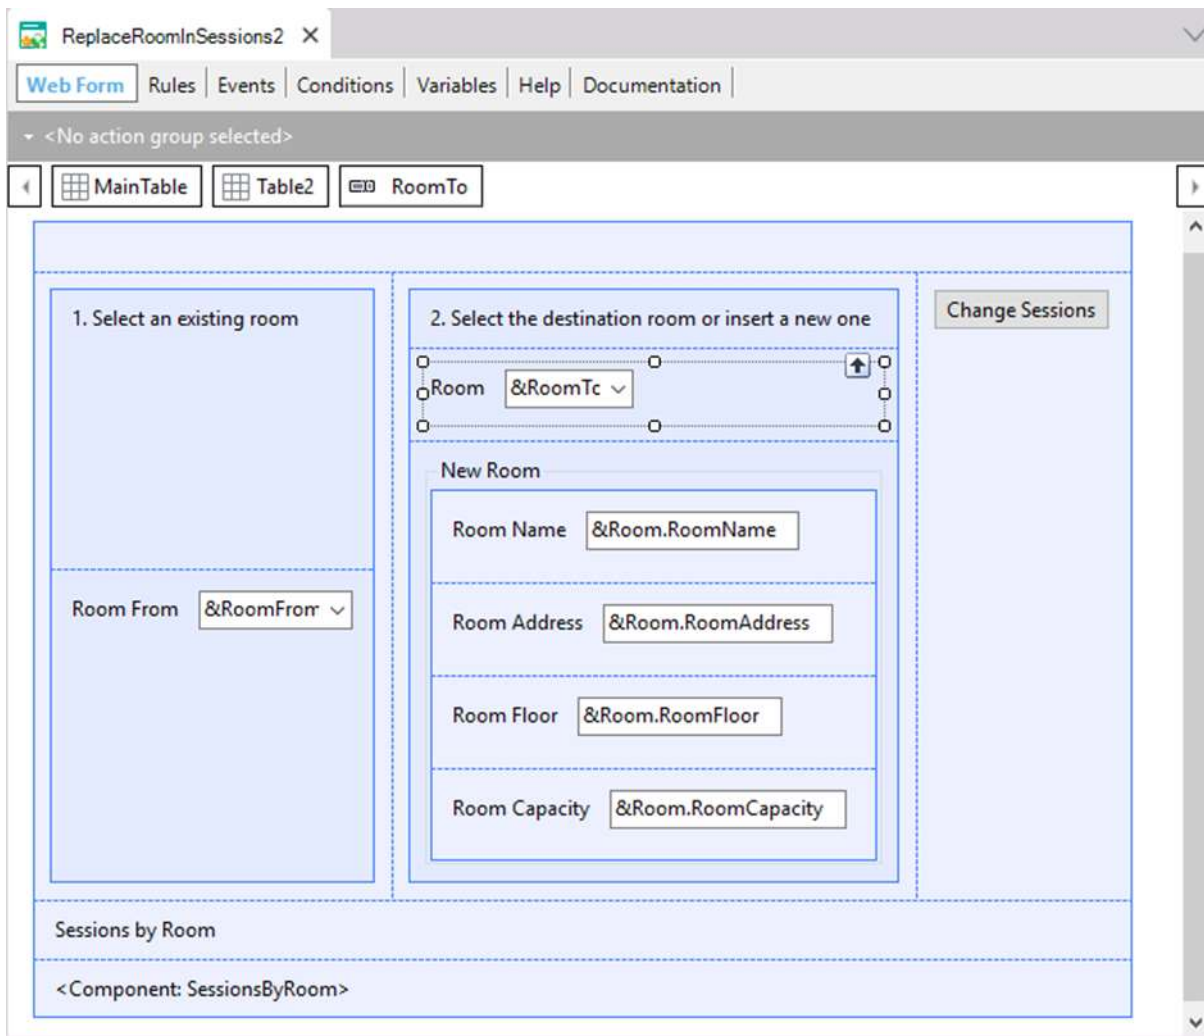 ReplaceRoomInSessions2
Web Form Rules Events Conditions Variables Help Documentation
<No action group selected>
MainTable Table2 RoomTo
1. Select an existing room
Room From &RoomFrom
2. Select the destination room or insert a new one
Room &RoomTo
New Room
Room Name &Room.RoomName
Room Address &Room.RoomAddress
Room Floor &Room.RoomFloor
Room Capacity &Room.RoomCapacity
Change Sessions
Sessions by Room
<Component: SessionsByRoom>